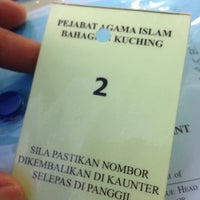 PEJABAT AGAMA ISLAM
BAHAGIAN KUCHING
2
SILA PASTIKAN NOMBOR
DIKEMBALIKAN DI KAUNTER
SELEPAS DI PANGGIL